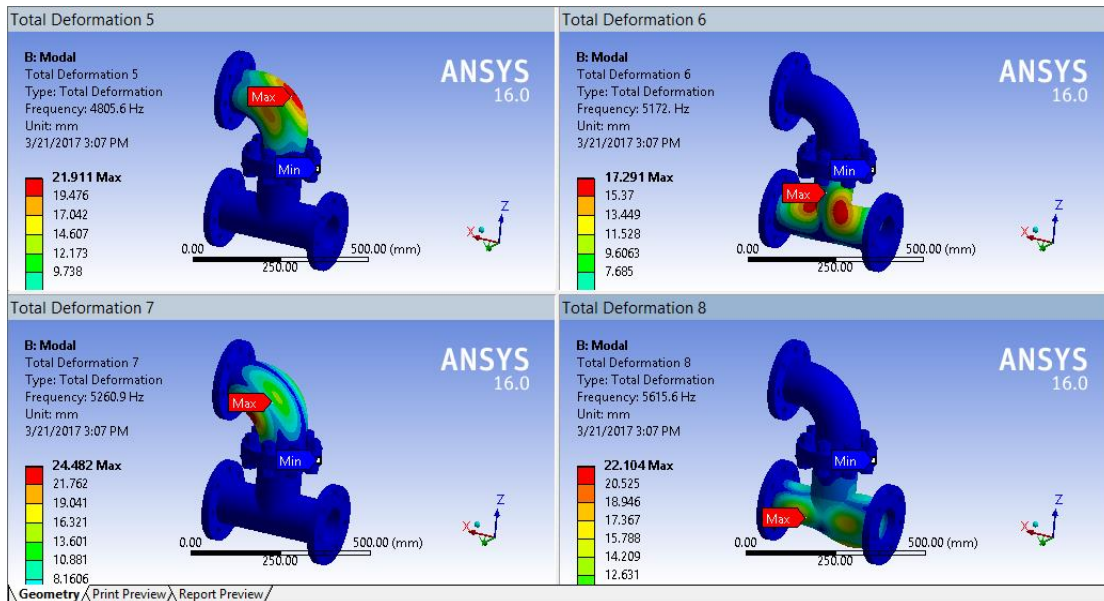 Total Deformation 5
B: Modal
Total Deformation 5
Type: Total Deformation
Frequency: 4805.6 Hz
Unit: mm
3/21/2017 3:07 PM
21.911 Max
19.476
17.042
14.607
12.173
9.738
Max
Min
ANSYS
16.0
Z
X
0.00
500.00 (mm)
250.00
Total Deformation 6
B: Modal
Total Deformation 6
Type: Total Deformation
Frequency: 5172. Hz
Unit: mm
3/21/2017 3:07 PM
17.291 Max
15.37
13.449
11.528
9.6063
7.685
Max
Min
ANSYS
16.0
Z
X
0.00
500.00 (mm)
250.00
Total Deformation 7
B: Modal
Total Deformation 7
Type: Total Deformation
Frequency: 5260.9 Hz
Unit: mm
3/21/2017 3:07 PM
24.482 Max
21.762
19.041
16.321
13.601
10.881
8.1606
Max
Min
ANSYS
16.0
Z
X
0.00
500.00 (mm)
250.00
Total Deformation 8
B: Modal
Total Deformation 8
Type: Total Deformation
Frequency: 5615.6 Hz
Unit: mm
3/21/2017 3:07 PM
22.104 Max
20.525
18.946
17.367
15.788
14.209
12.631
Max
Min
ANSYS
16.0
Z
X
0.00
500.00 (mm)
250.00
Geometry Print Preview Report Preview